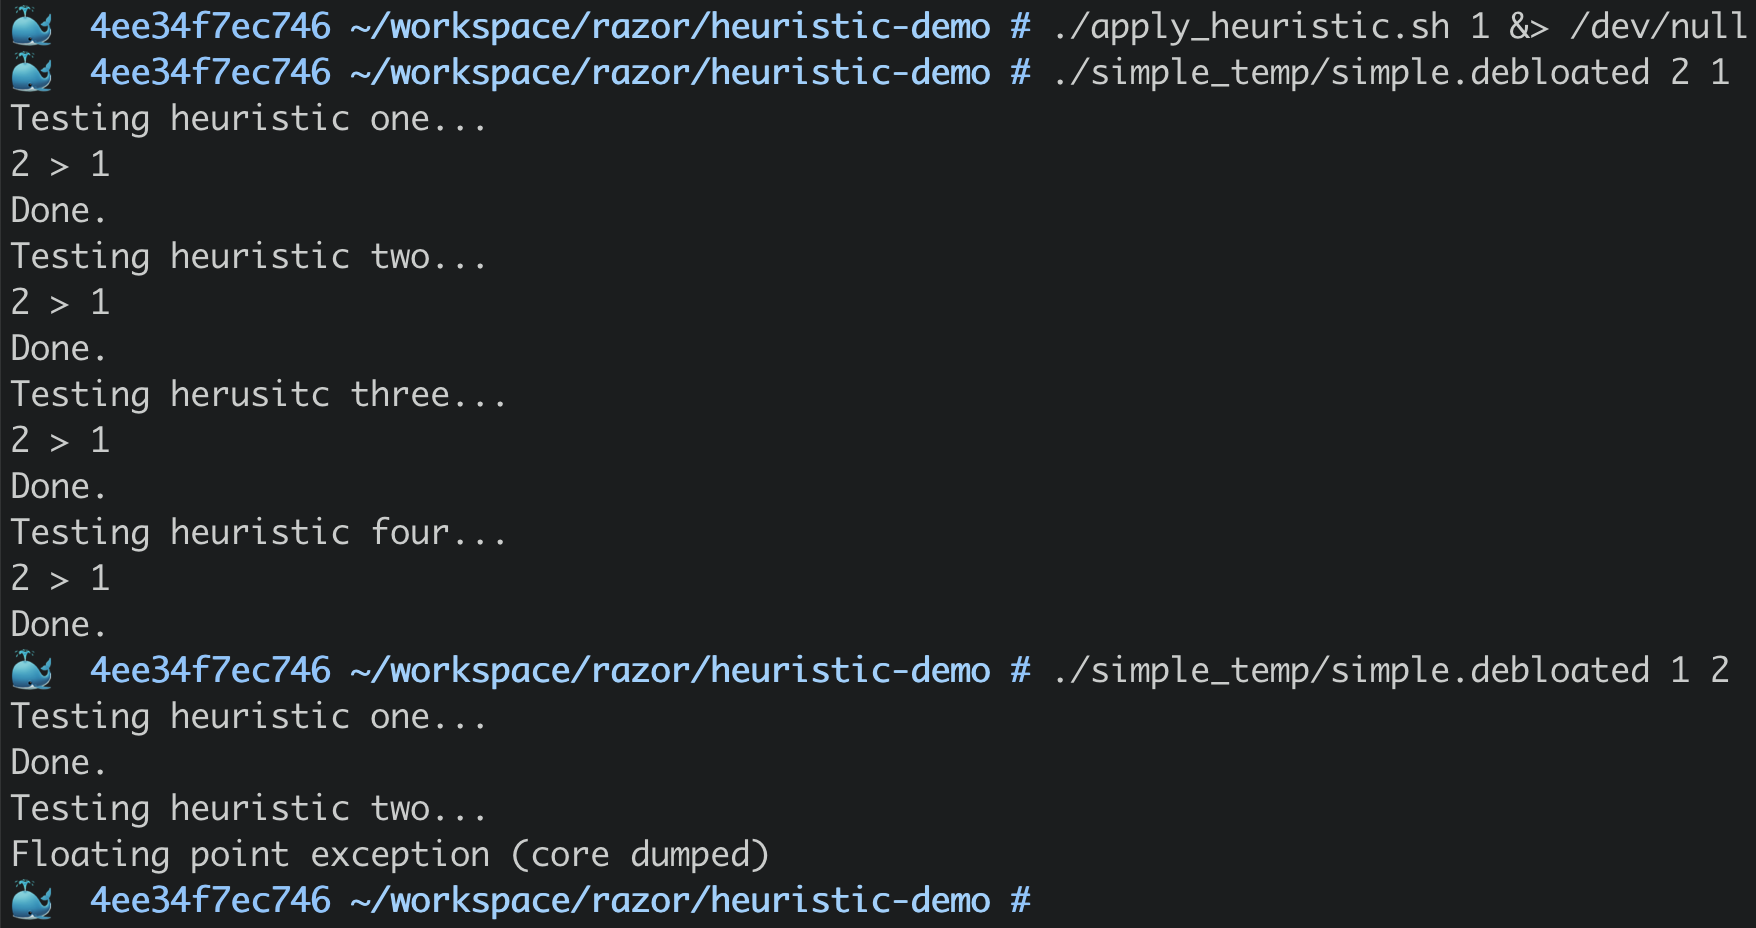 4ee34f7ec746 ~/workspace/razor/heuristic-demo # ./apply_heuristic.sh 1 &> /dev/null
4ee34f7ec746 ~/workspace/razor/heuristic-demo # ./simple_temp/simple.debloated 2 1
Testing heuristic one...
2 > 1
Done.
Testing heuristic two...
2 > 1
Done.
Testing herusitc three...
2 > 1
Done.
Testing heuristic four...
2 > 1
Done.
4ee34f7ec746 ~/workspace/razor/heuristic-demo # ./simple_temp/simple.debloated 1 2
Testing heuristic one...
Done.
Testing heuristic two...
Floating point exception (core dumped)
4ee34f7ec746 ~/workspace/razor/heuristic-demo #